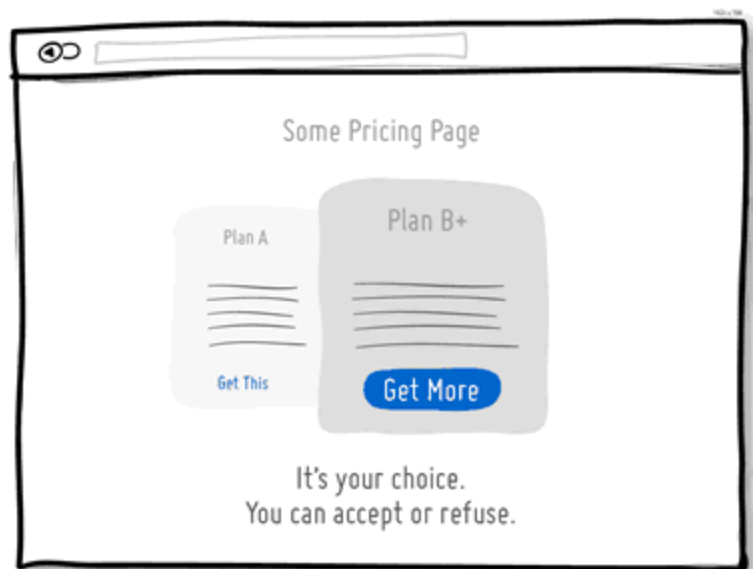 Some Pricing Page
Plan A
Plan B+
Get This
Get More
It's your choice.
You can accept or refuse.